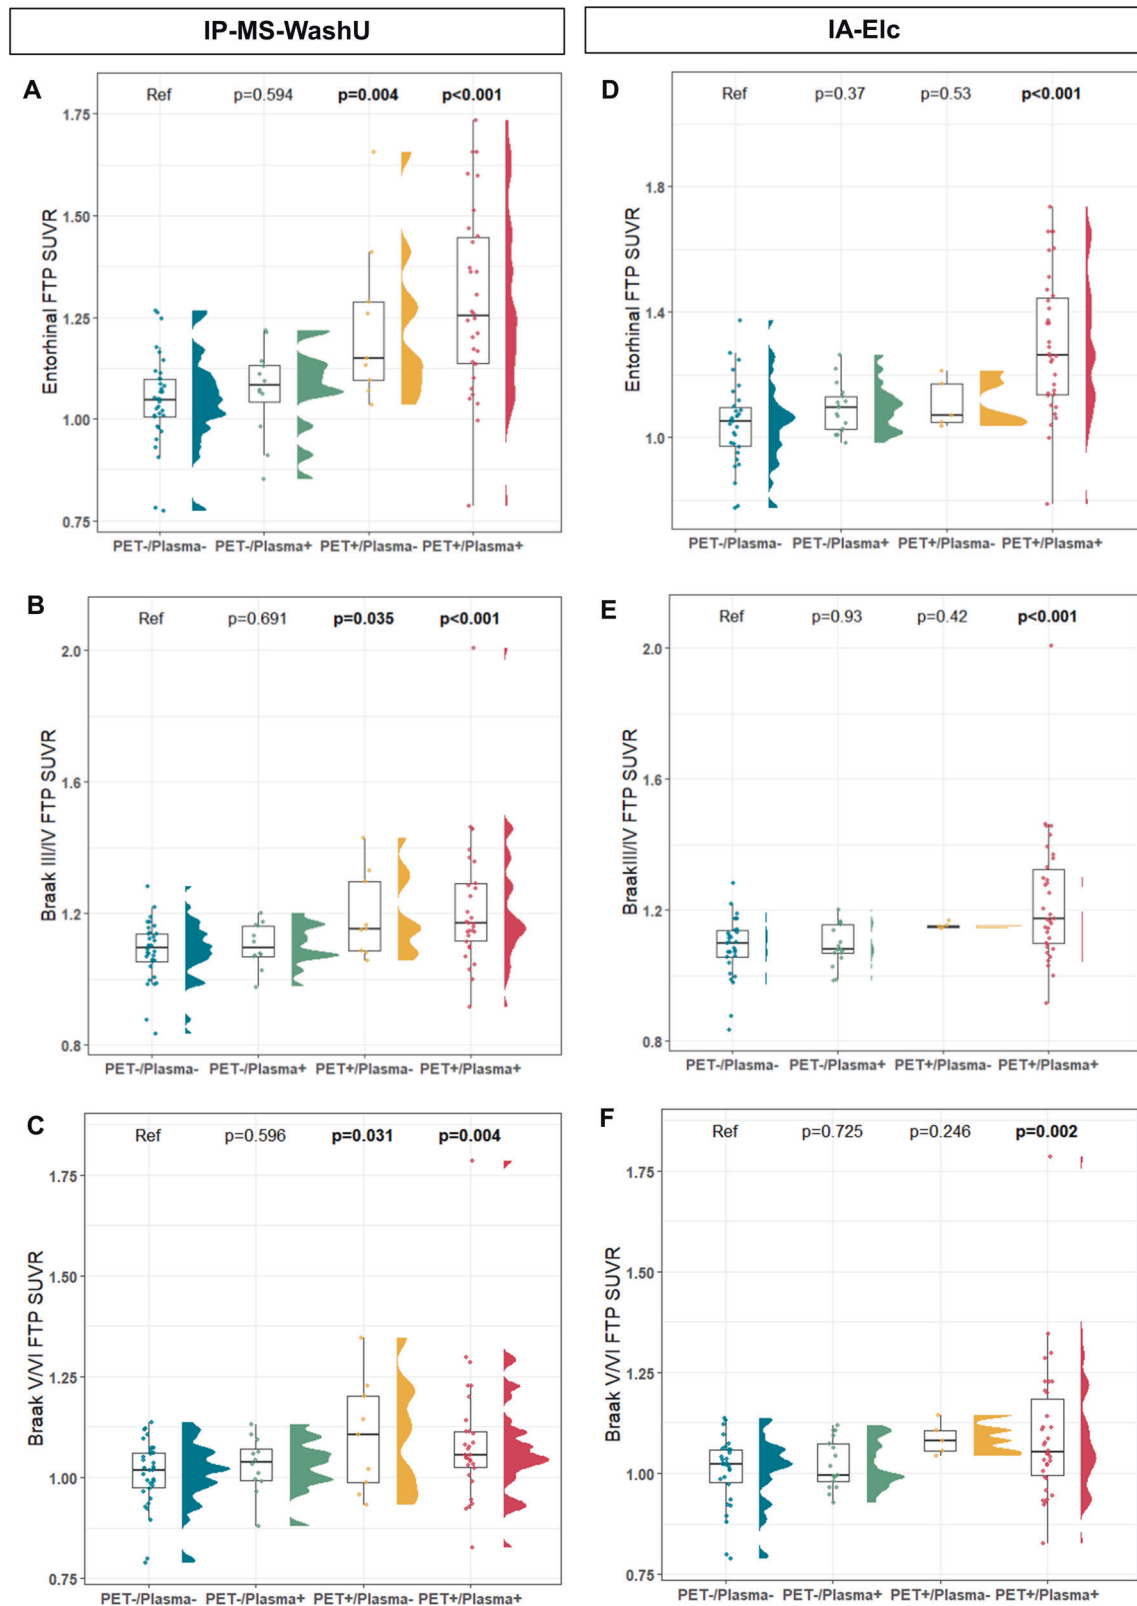 IP-MS-WashU
IA-Elc
A
Ref p=0.594 p=0.004 p<0.001
Entorhinal FTP SUVR
1.75
1.50
1.25
1.00
0.75
PET-/Plasma- PET-/Plasma+ PET+/Plasma- PET+/Plasma+
D
Ref p=0.37 p=0.53 p<0.001
Entorhinal FTP SUVR
1.8
1.4
1.0
PET-/Plasma- PET-/Plasma+ PET+/Plasma- PET+/Plasma+
B
Ref p=0.691 p=0.035 p<0.001
Braak III/IV FTP SUVR
2.0
1.6
1.2
0.8
PET-/Plasma- PET-/Plasma+ PET+/Plasma- PET+/Plasma+
E
Ref p=0.93 p=0.42 p<0.001
BraakIII/IV FTP SUVR
2.0
1.6
1.2
0.8
PET-/Plasma- PET-/Plasma+ PET+/Plasma- PET+/Plasma+
C
Ref p=0.596 p=0.031 p=0.004
Braak V/VI FTP SUVR
1.75
1.50
1.25
1.00
0.75
PET-/Plasma- PET-/Plasma+ PET+/Plasma- PET+/Plasma+
F
Ref p=0.725 p=0.246 p=0.002
Braak V/VI FTP SUVR
1.75
1.50
1.25
1.00
0.75
PET-/Plasma- PET-/Plasma+ PET+/Plasma- PET+/Plasma+